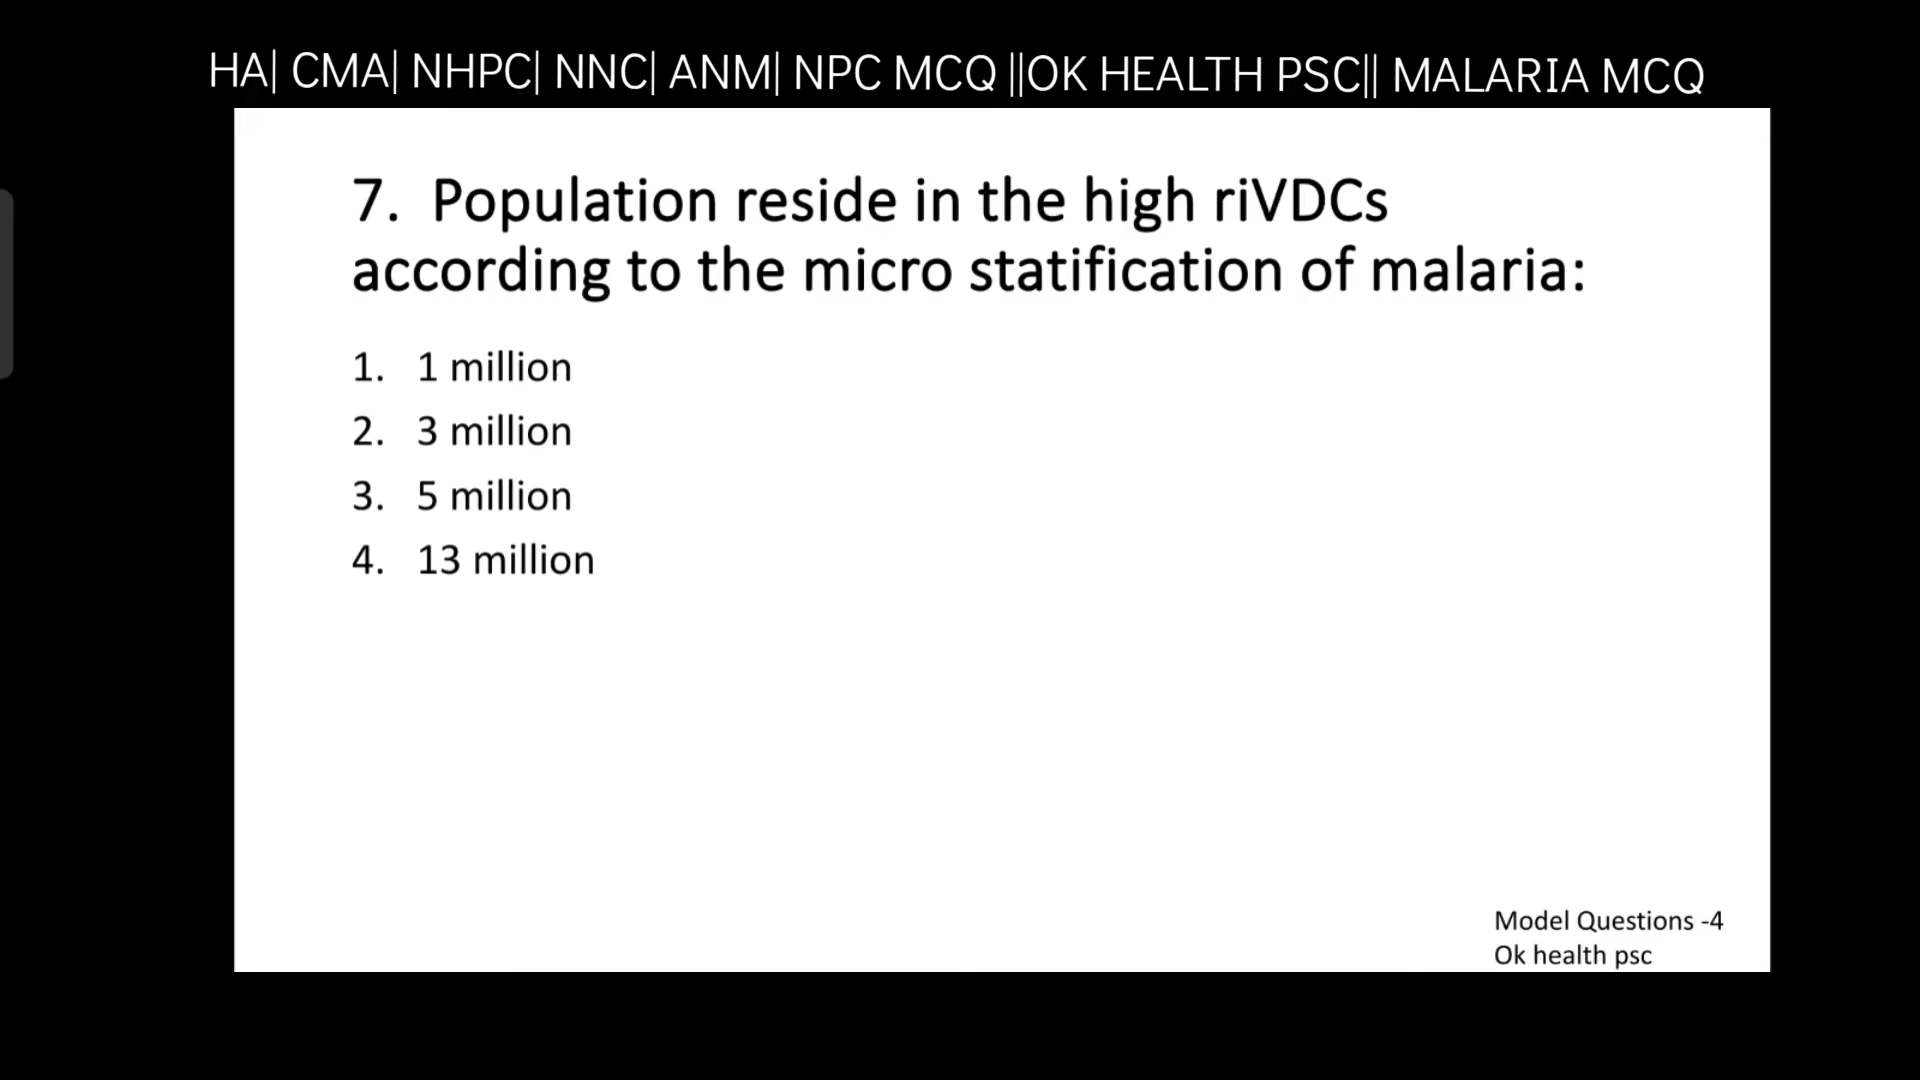 HA| CMA| NHPC| NNC| ANM| NPC MCQ ||OK HEALTH PSC|| MALARIA MCQ
7. Population reside in the high riVDCs
according to the micro statification of malaria:
1. 1 million
2. 3 million
3. 5 million
4. 13 million
Model Questions -4
Ok health psc